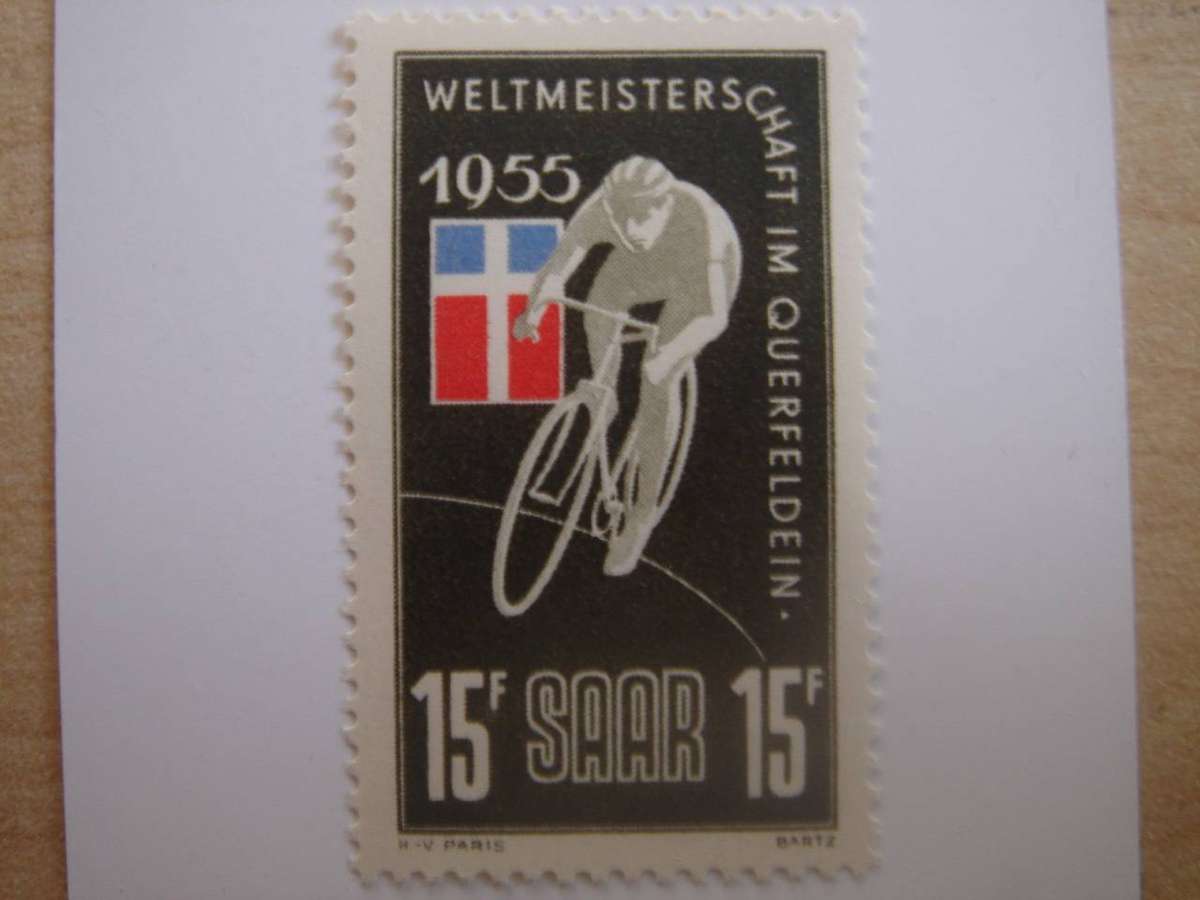 WELTMEISTERSCHAFT IM QUERFELDEIN.
1955
15F SAAR 15F
H-V PARIS BARTZ